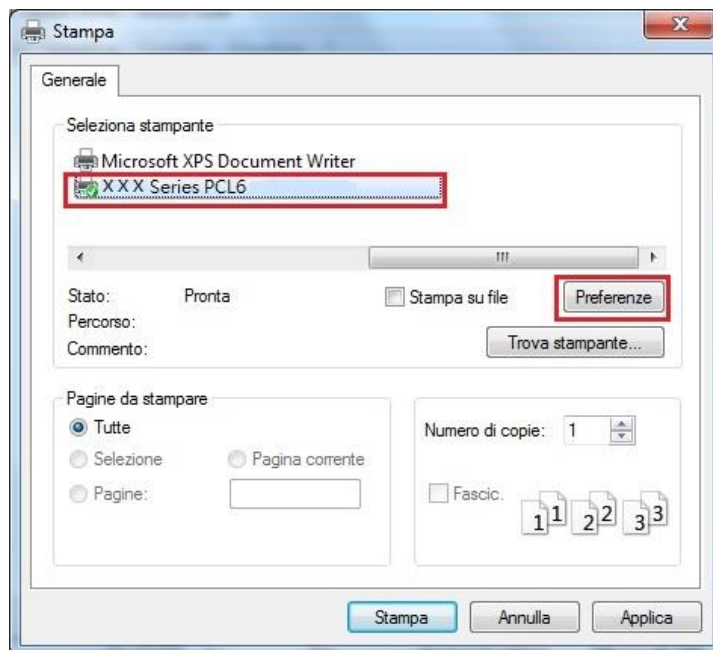 Stampa
Generale
Seleziona stampante
Microsoft XPS Document Writer
X X X Series PCL6
Stato: Pronta
Stampa su file
Preferenze
Percorso:
Commento:
Trova stampante...
Pagine da stampare
Tutte
Selezione
Pagina corrente
Pagine:
Numero di copie: 1
Fascic.
1 1 2 2 3 3
Stampa
Annulla
Applica